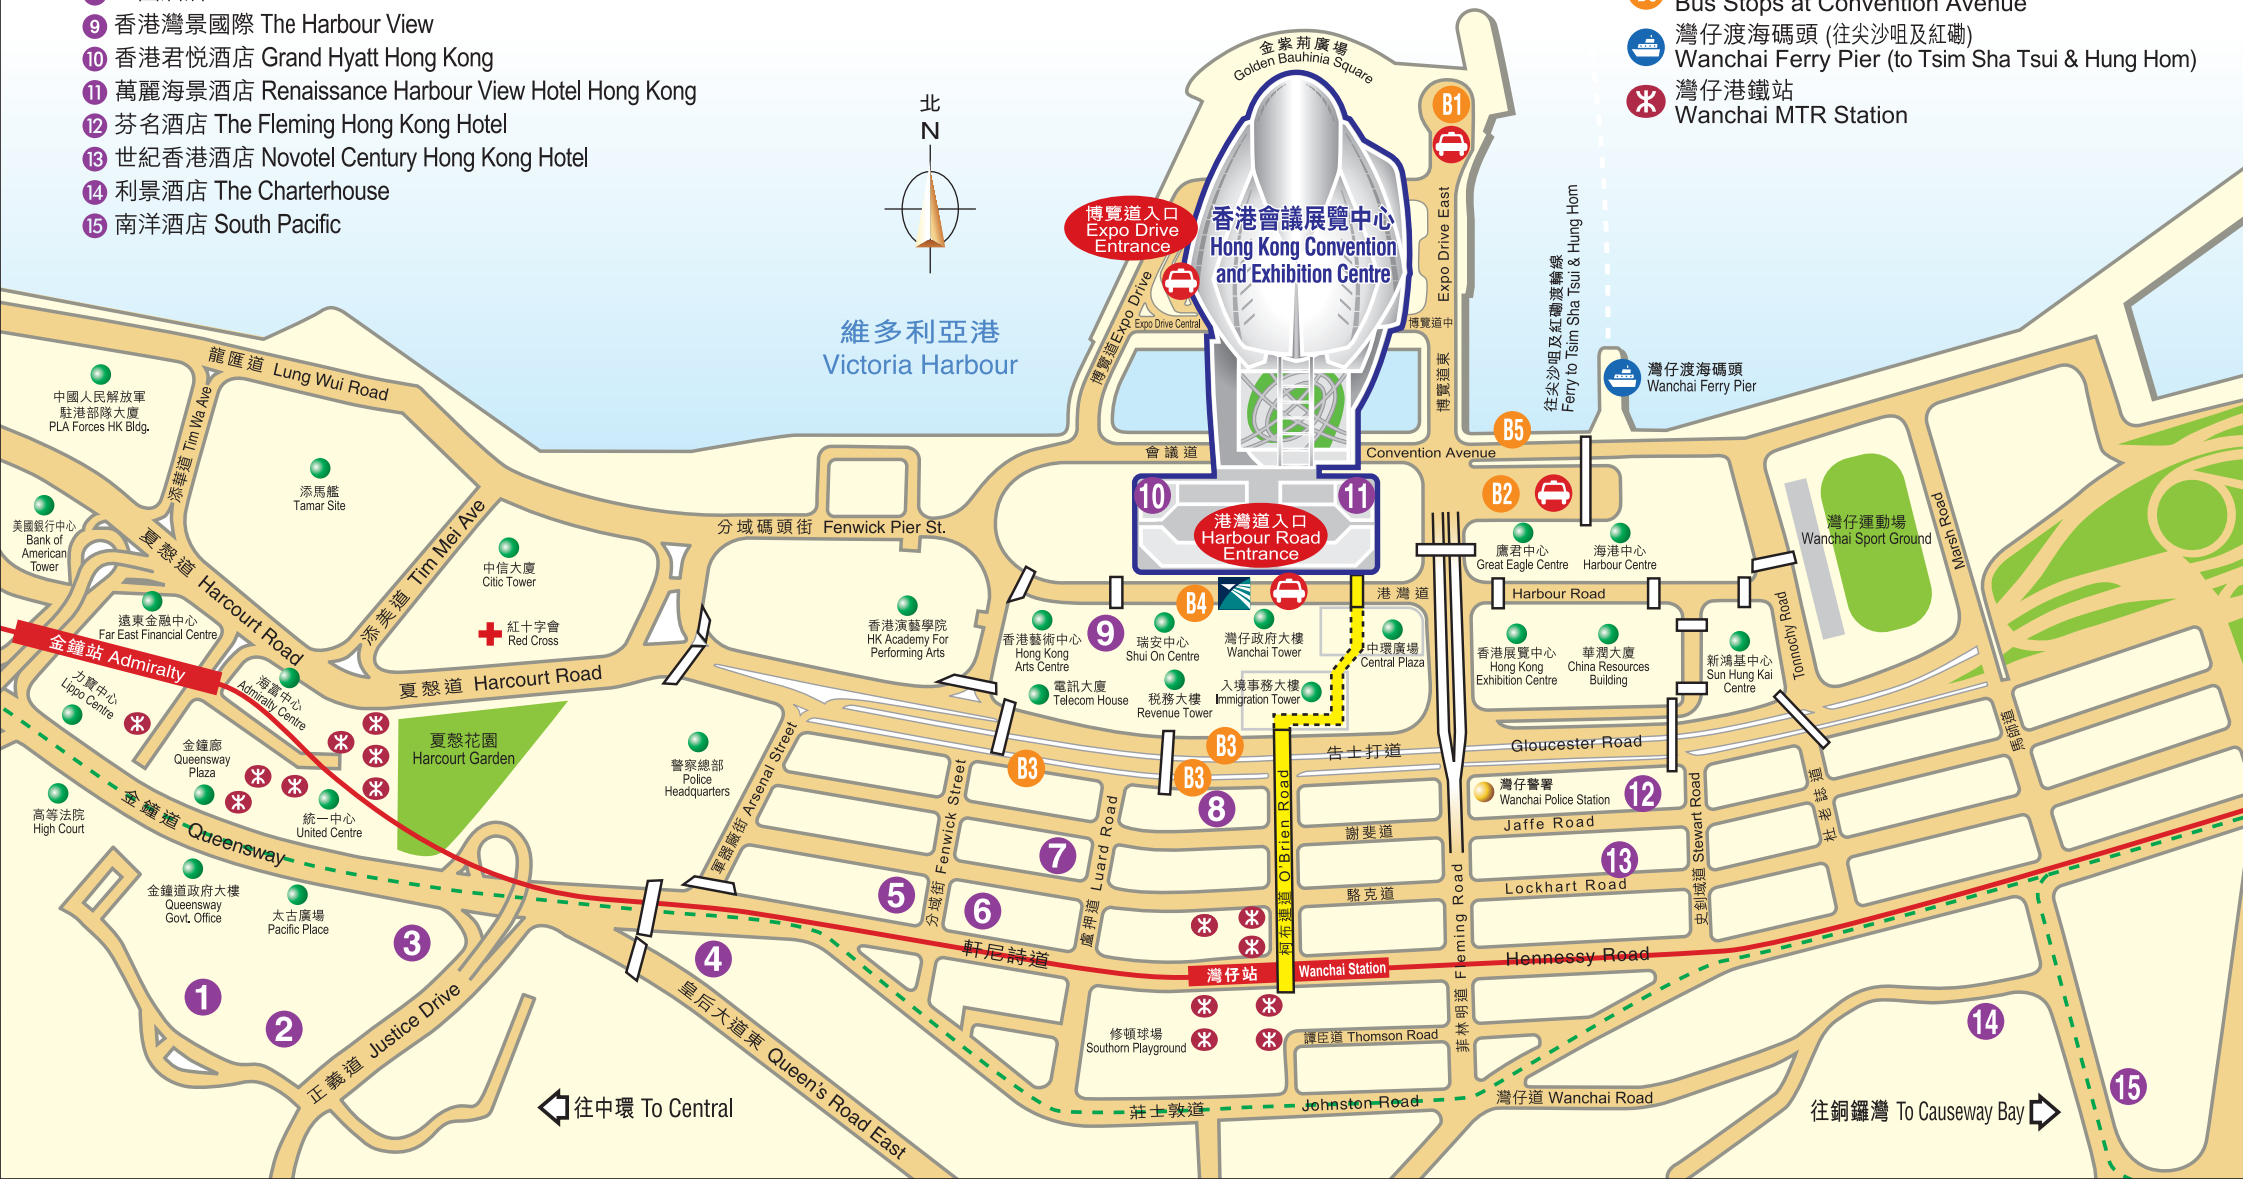 9 香港灣景國際 The Harbour View
10 香港君悦酒店 Grand Hyatt Hong Kong
11 萬麗海景酒店 Renaissance Harbour View Hotel Hong Kong
12 芬名酒店 The Fleming Hong Kong Hotel
13 世紀香港酒店 Novotel Century Hong Kong Hotel
14 利景酒店 The Charterhouse
15 南洋酒店 South Pacific
Bus Stops at Convention Avenue
灣仔渡海碼頭 (往尖沙咀及紅磡)
Wanchai Ferry Pier (to Tsim Sha Tsui & Hung Hom)
灣仔港鐵站
Wanchai MTR Station
北
N
金紫荊廣場
Golden Bauhinia Square
B1
博覽道入口
Expo Drive
Entrance
香港會議展覽中心
Hong Kong Convention
and Exhibition Centre
Expo Drive East
博覽道東
博覽道 Expo Drive
Expo Drive Central
博覽道中
往尖沙咀及紅磡渡輪線
Ferry to Tsim Sha Tsui & Hung Hom
灣仔渡海碼頭
Wanchai Ferry Pier
維多利亞港
Victoria Harbour
龍匯道 Lung Wui Road
中國人民解放軍
駐港部隊大廈
PLA Forces HK Bldg.
添華道 Tim Wa Ave
添馬艦
Tamar Site
美國銀行中心
Bank of
American
Tower
夏慤道 Harcourt Road
添美道 Tim Mei Ave
中信大廈
Citic Tower
分域碼頭街 Fenwick Pier St.
會議道
Convention Avenue
B5
B2
10
11
港灣道入口
Harbour Road
Entrance
鷹君中心
Great Eagle Centre
海港中心
Harbour Centre
灣仔運動場
Wanchai Sport Ground
Marsh Road
馬師道
Tonnochy Road
杜老誌道
港灣道
Harbour Road
B4
遠東金融中心
Far East Financial Centre
金鐘站 Admiralty
力寶中心
Lippo Centre
海富中心
Admiralty Centre
紅十字會
Red Cross
夏慤道 Harcourt Road
香港演藝學院
HK Academy For
Performing Arts
香港藝術中心
Hong Kong
Arts Centre
9
瑞安中心
Shui On Centre
灣仔政府大樓
Wanchai Tower
中環廣場
Central Plaza
電訊大廈
Telecom House
税務大樓
Revenue Tower
入境事務大樓
Immigration Tower
香港展覽中心
Hong Kong
Exhibition Centre
華潤大廈
China Resources
Building
新鴻基中心
Sun Hung Kai
Centre
金鐘廊
Queensway
Plaza
夏慤花園
Harcourt Garden
警察總部
Police
Headquarters
軍器廠街 Arsenal Street
告士打道
Gloucester Road
B3
B3
B3
高等法院
High Court
金鐘道 Queensway
統一中心
United Centre
分域街 Fenwick Street
盧押道 Luard Road
柯布連道 O'Brien Road
菲林明道 Fleming Road
史釗域道 Stewart Road
灣仔警署
Wanchai Police Station
12
8
謝斐道
Jaffe Road
7
13
駱克道
Lockhart Road
金鐘道政府大樓
Queensway
Govt. Office
太古廣場
Pacific Place
5
6
3
4
1
2
軒尼詩道
Hennessy Road
灣仔站
Wanchai Station
修頓球場
Southorn Playground
譚臣道 Thomson Road
莊士敦道
Johnston Road
灣仔道 Wanchai Road
正義道 Justice Drive
皇后大道東 Queen's Road East
往中環 To Central
往銅鑼灣 To Causeway Bay
14
15